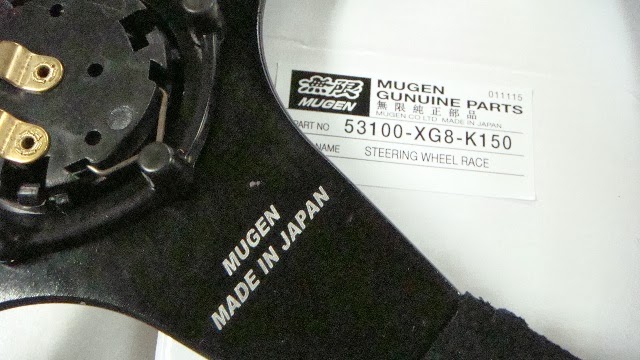 無限
MUGEN
MUGEN
GUNUINE PARTS
011115
無限純正部品
MUGEN CO LTD MADE IN JAPAN
PART NO 53100-XG8-K150
NAME STEERING WHEEL RACE
MUGEN
MADE IN JAPAN